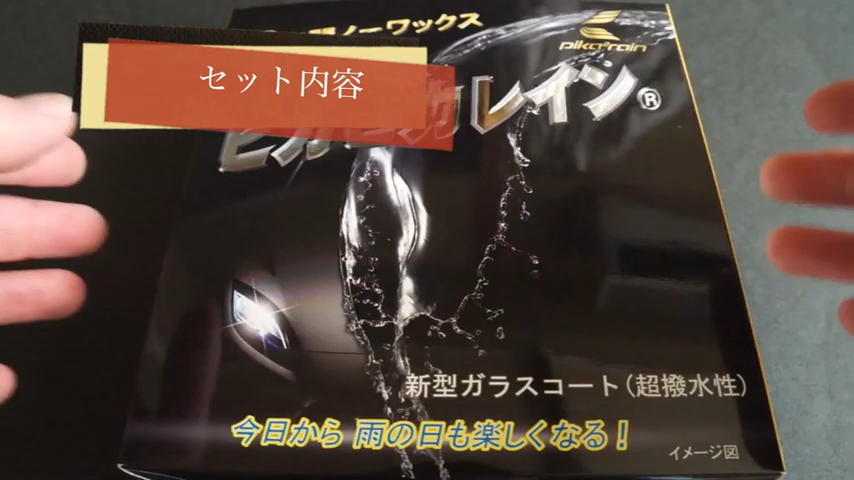 ノーワックス
pika²rain
セット内容
レイン®
新型ガラスコート(超撥水性)
今日から 雨の日も楽しくなる!
イメージ図